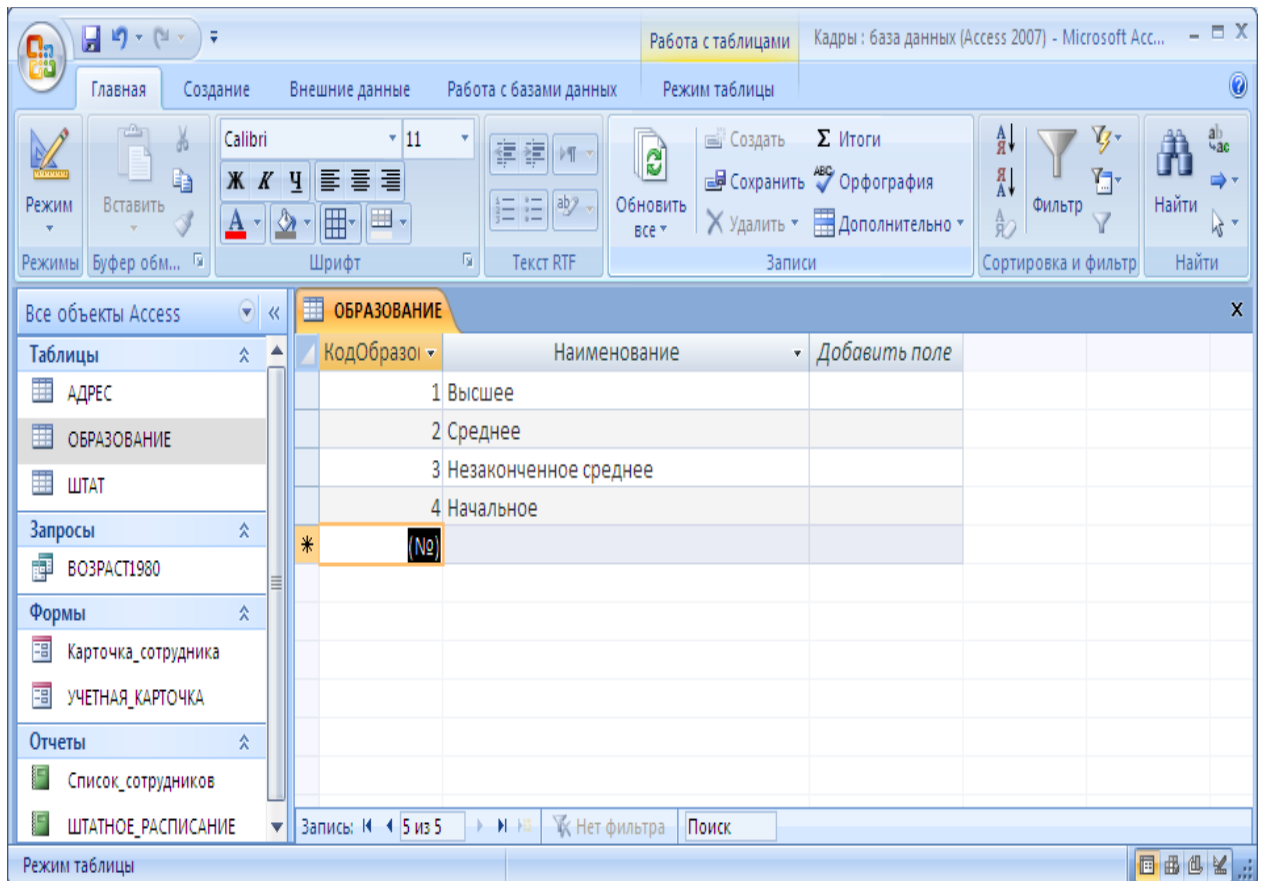 Работа с таблицами
Кадры : база данных (Access 2007) - Microsoft Acc...
Главная Создание Внешние данные Работа с базами данных Режим таблицы
Calibri 11
Ж К Ч
Режим
Вставить
Обновить все
Создать
Сохранить
Удалить
Σ Итоги
Орфография
Дополнительно
Фильтр
Найти
Режимы Буфер обм... Шрифт Текст RTF Записи Сортировка и фильтр Найти
Все объекты Access «
ОБРАЗОВАНИЕ X
Таблицы
АДРЕС
ОБРАЗОВАНИЕ
ШТАТ
Запросы
ВОЗРАСТ1980
Формы
Карточка_сотрудника
УЧЕТНАЯ_КАРТОЧКА
Отчеты
Список_сотрудников
ШТАТНОЕ_РАСПИСАНИЕ
КодОбразо Наименование Добавить поле
1 Высшее
2 Среднее
3 Незаконченное среднее
4 Начальное
* (№)
Запись: 5 из 5 Нет фильтра Поиск
Режим таблицы